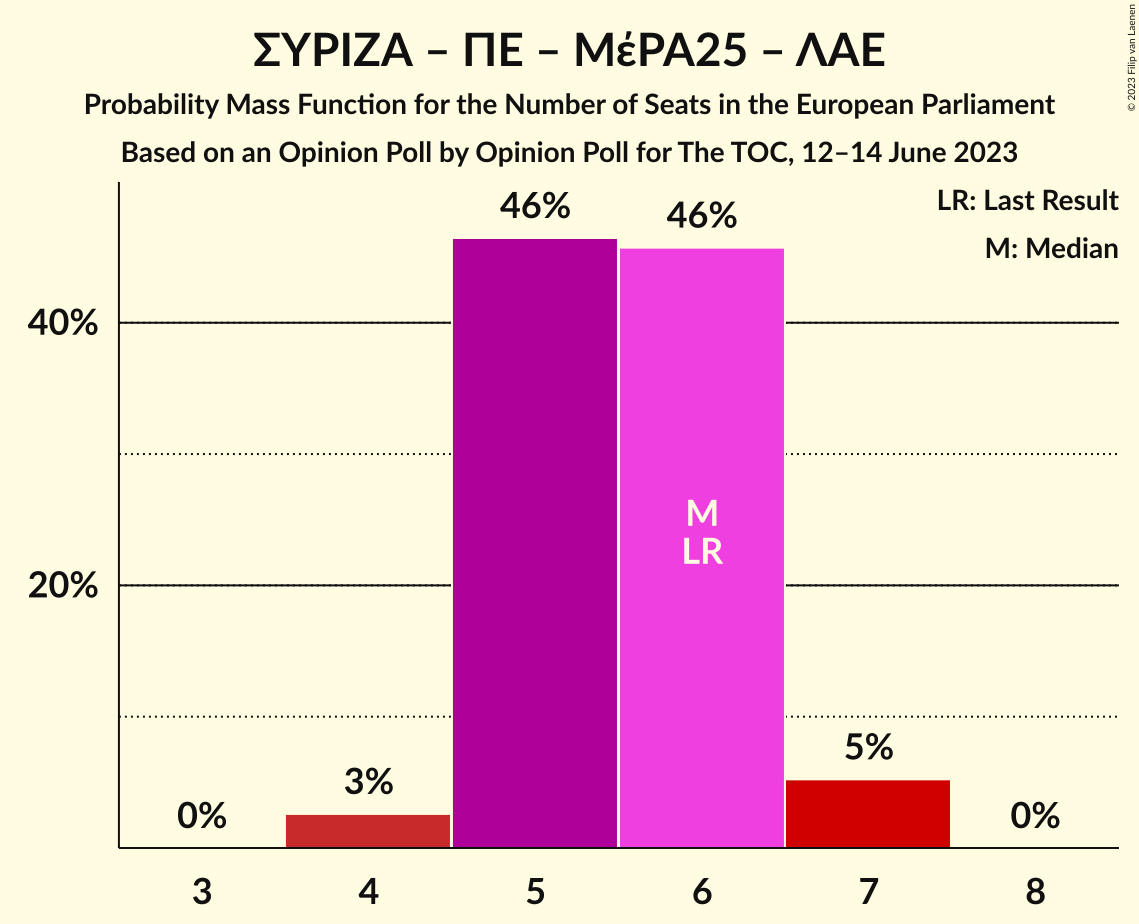 ΣΥΡΙΖΑ – ΠΕ – ΜέΡΑ25 – ΛΑΕ
Probability Mass Function for the Number of Seats in the European Parliament
Based on an Opinion Poll by Opinion Poll for The TOC, 12–14 June 2023
© 2023 Filip van Laenen
LR: Last Result
M: Median
46%
46%
40%
M
LR
20%
5%
3%
0%
0%
3
4
5
6
7
8